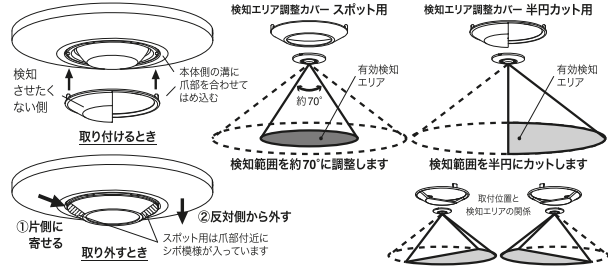 検知
させたく
ない側
本体側の溝に
爪部を合わせて
はめ込む
取り付けるとき
①片側に
寄せる
②反対側から外す
取り外すとき
スポット用は爪部付近に
シボ模様が入っています
検知エリア調整カバー スポット用
有効検知
エリア
約70°
検知範囲を約70°に調整します
検知エリア調整カバー 半円カット用
有効検知
エリア
検知範囲を半円にカットします
取付位置と
検知エリアの関係